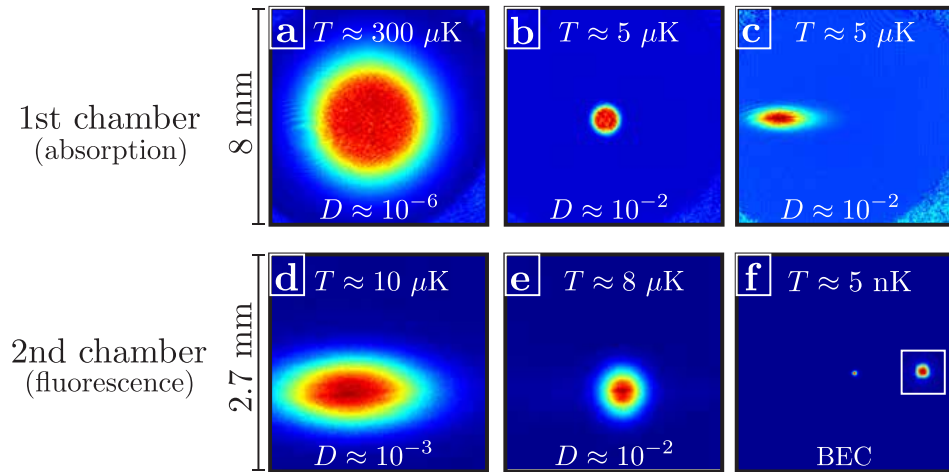 a T ≈ 300 μK
b T ≈ 5 μK
c T ≈ 5 μK
1st chamber
(absorption)
8 mm
D ≈ 10⁻⁶
D ≈ 10⁻²
D ≈ 10⁻²
d T ≈ 10 μK
e T ≈ 8 μK
f T ≈ 5 nK
2nd chamber
(fluorescence)
2.7 mm
D ≈ 10⁻³
D ≈ 10⁻²
BEC